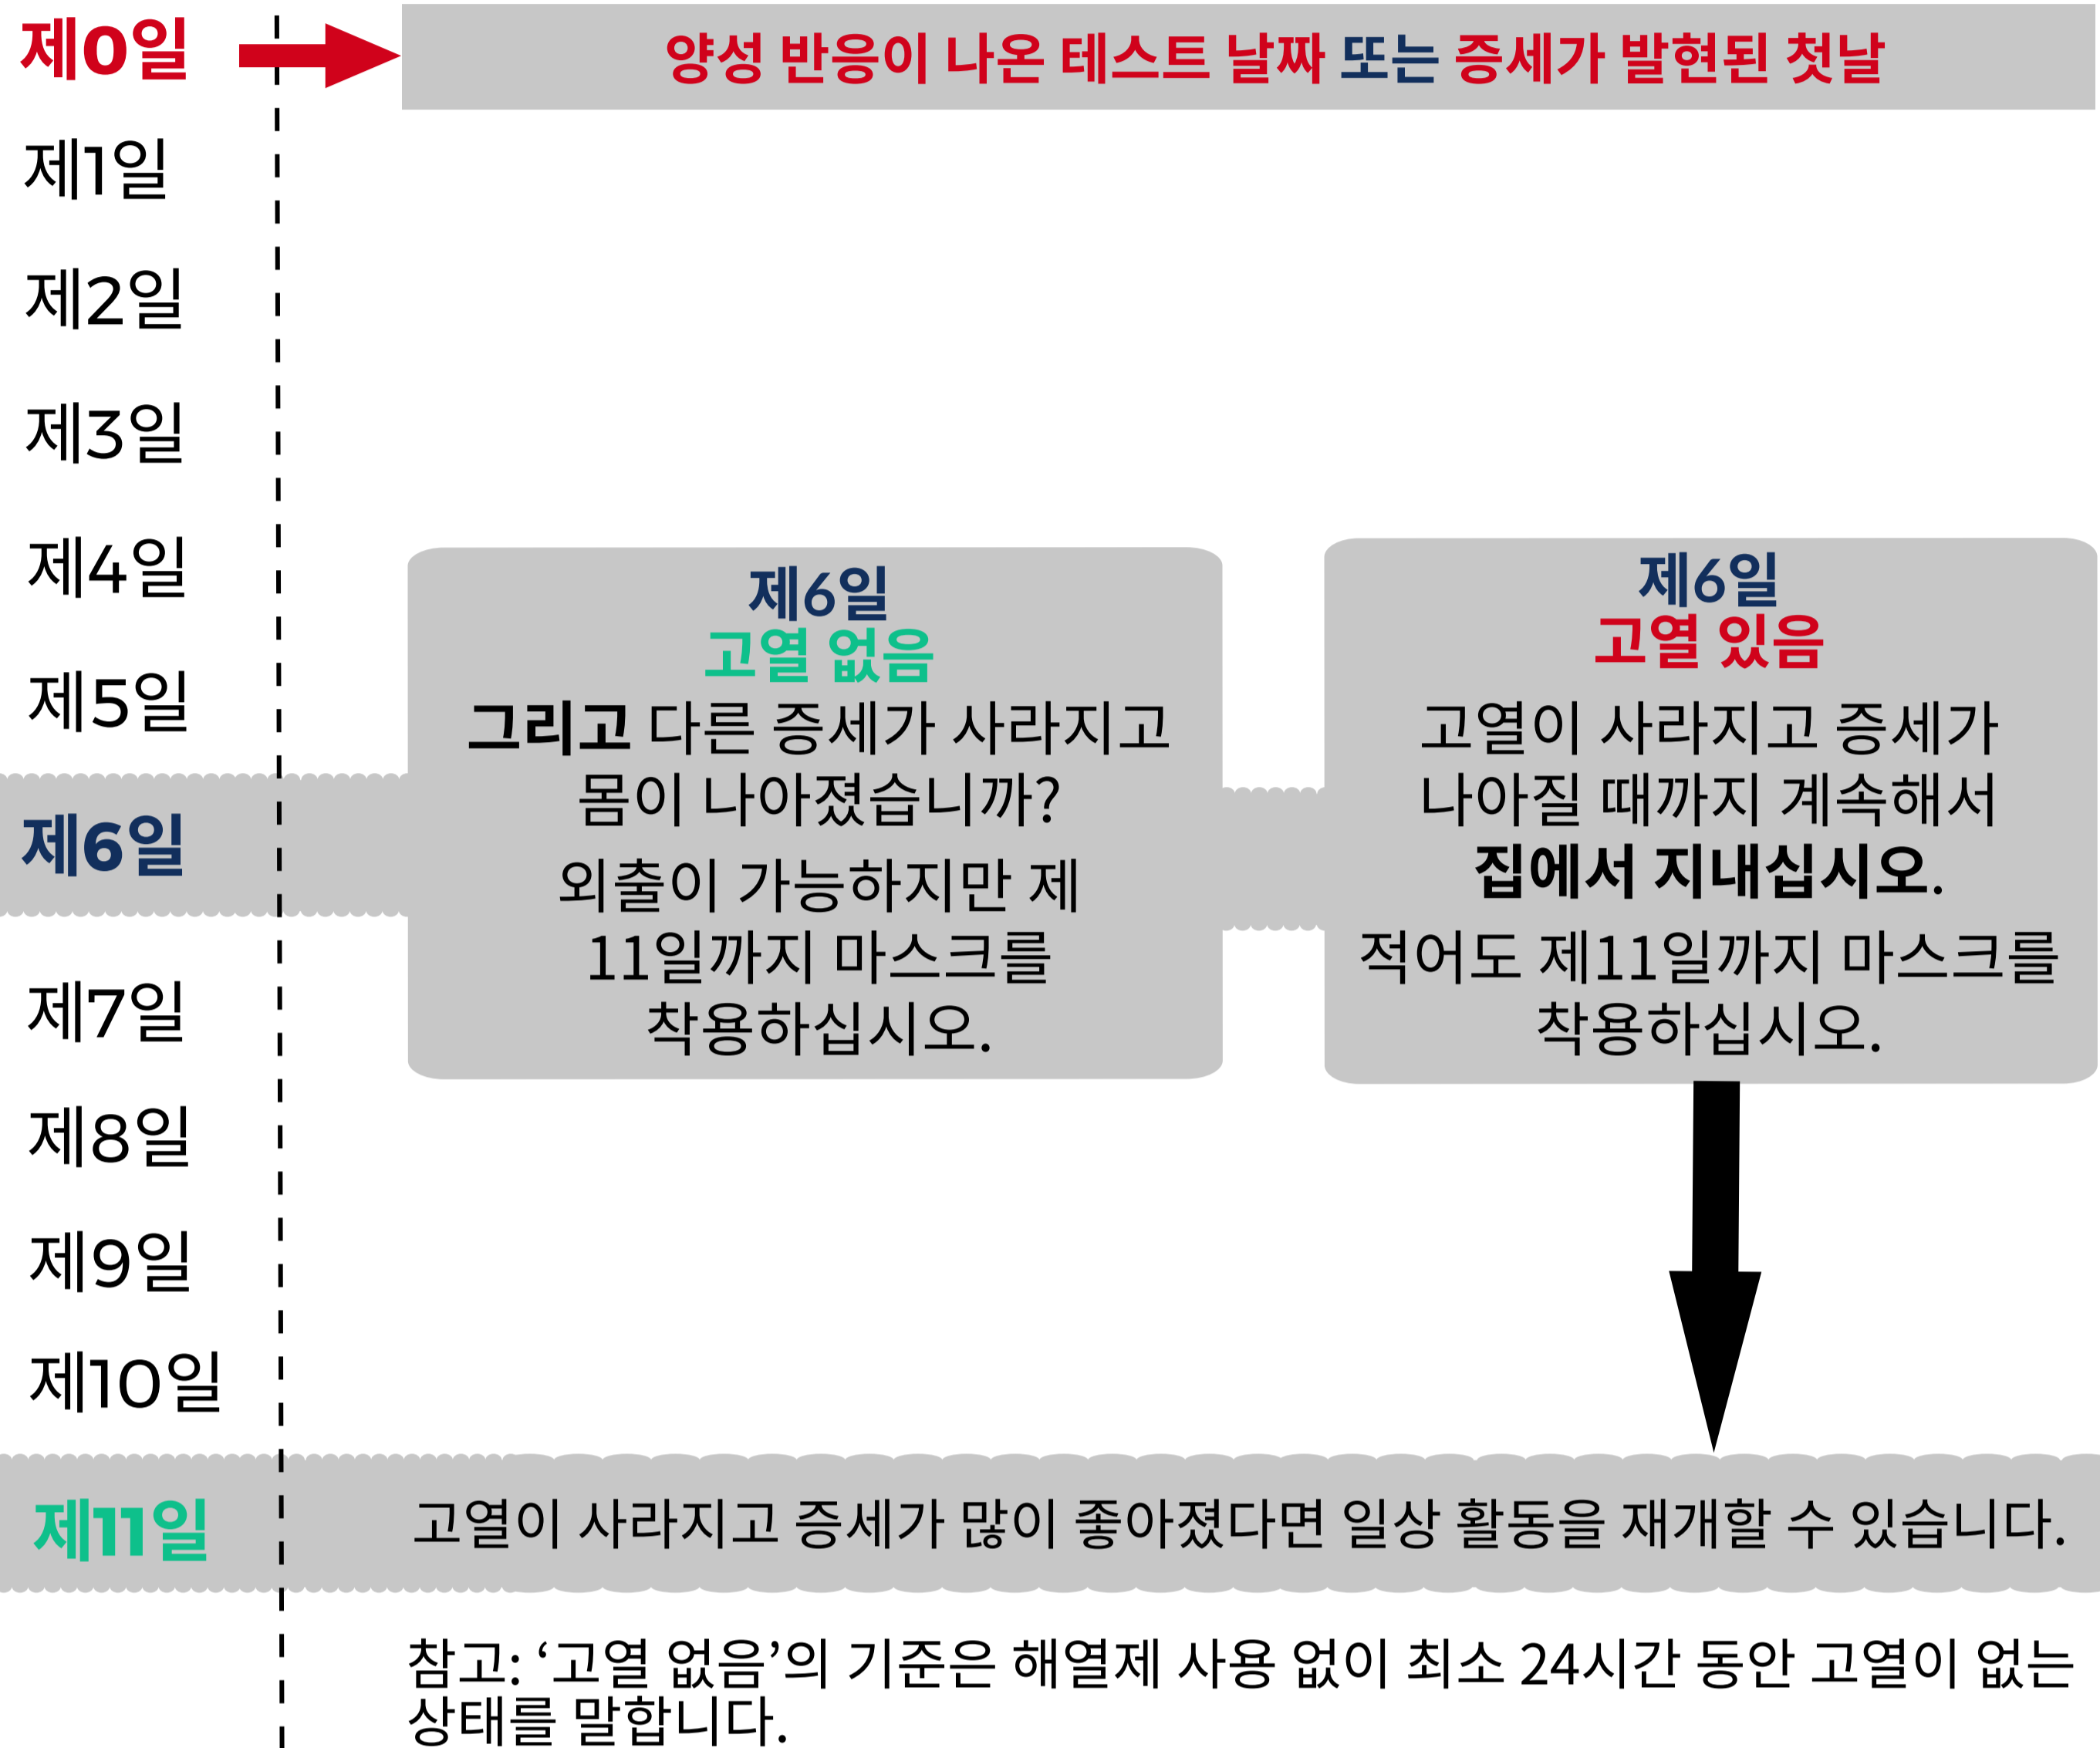 제0일
양성 반응이 나온 테스트 날짜 또는 증세가 발현된 첫날
제1일
제2일
제3일
제4일
제5일
제6일
고열 없음
그리고 다른 증세가 사라지고
몸이 나아졌습니까?
외출이 가능하지만 제
11일까지 마스크를
착용하십시오.
제6일
고열 있음
고열이 사라지고 증세가
나아질 때까지 계속해서
집에서 지내십시오.
적어도 제11일까지 마스크를
착용하십시오.
제6일
제7일
제8일
제9일
제10일
제11일
고열이 사라지고 증세가 많이 좋아졌다면 일상 활동을 재개할 수 있습니다.
참고: ‘고열 없음’의 기준은 해열제 사용 없이 최소 24시간 동안 고열이 없는
상태를 말합니다.